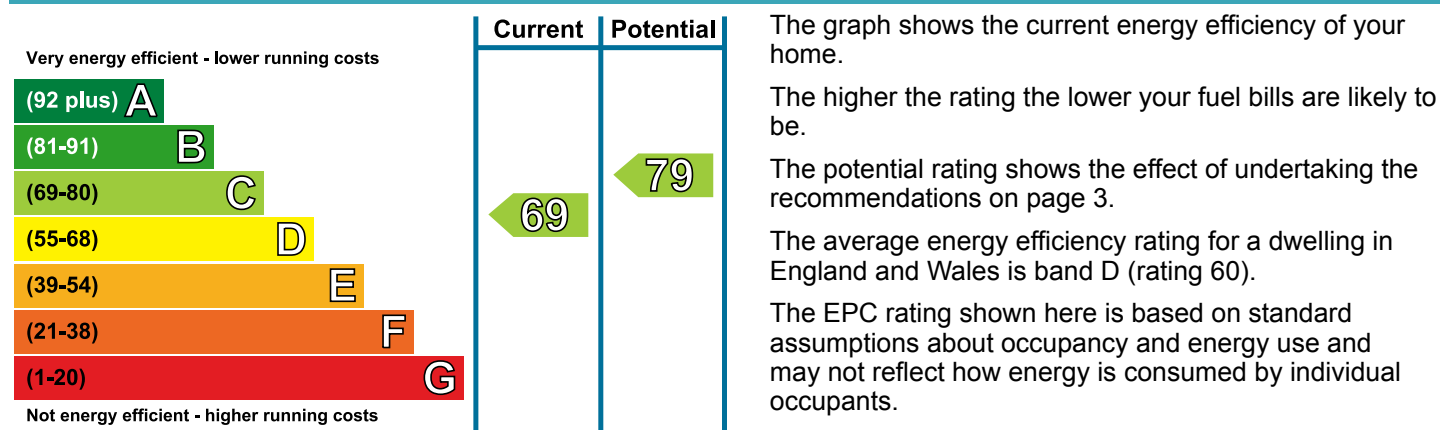 Current Potential
Very energy efficient - lower running costs
(92 plus) A
(81-91) B
(69-80) C
(55-68) D
(39-54) E
(21-38) F
(1-20) G
Not energy efficient - higher running costs
69
79
The graph shows the current energy efficiency of your
home.
The higher the rating the lower your fuel bills are likely to
be.
The potential rating shows the effect of undertaking the
recommendations on page 3.
The average energy efficiency rating for a dwelling in
England and Wales is band D (rating 60).
The EPC rating shown here is based on standard
assumptions about occupancy and energy use and
may not reflect how energy is consumed by individual
occupants.